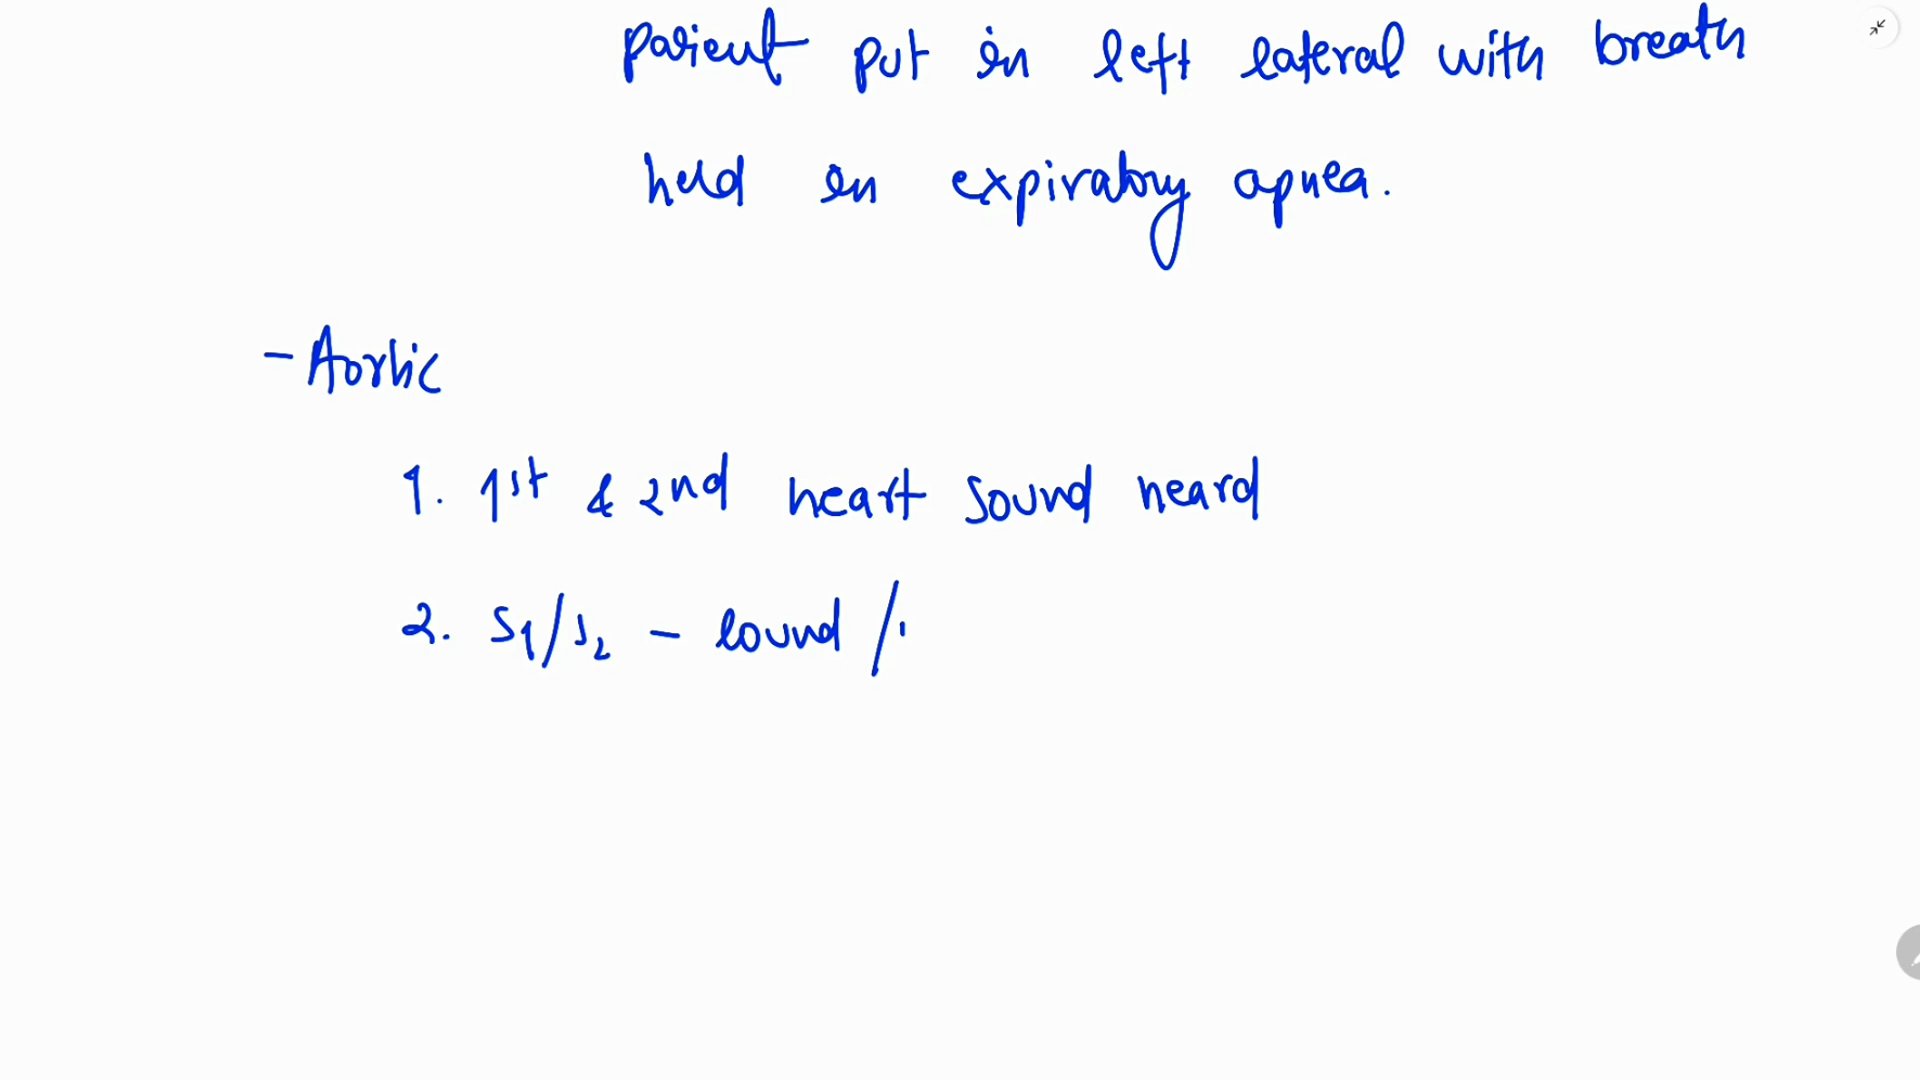 patient put in left lateral with breath
held in expiratory apnea.
- Aortic
1. 1st & 2nd heart sound heard
2. S1/S2 - lound /